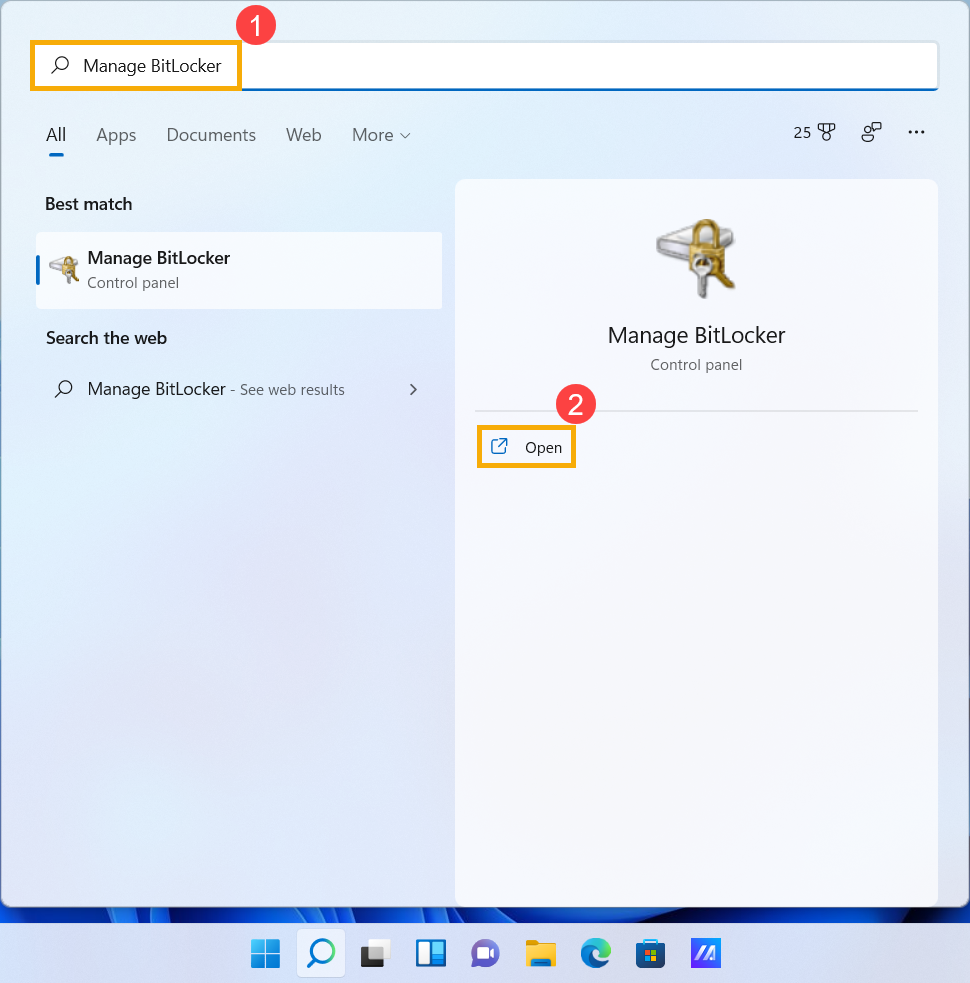 1
Manage BitLocker
All Apps Documents Web More
25
Best match
Manage BitLocker
Control panel
Search the web
Manage BitLocker - See web results
Manage BitLocker
Control panel
2
Open